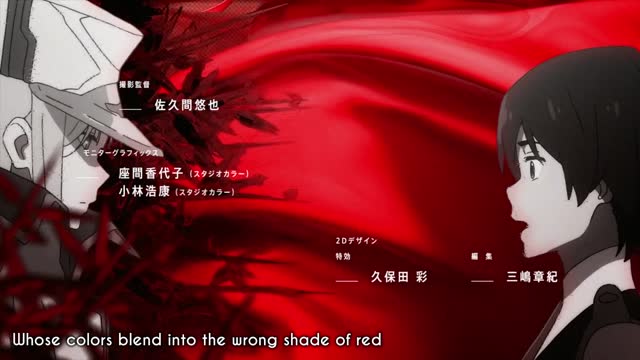 撮影監督
佐久間悠也
モニターグラフィックス
座間香代子(スタジオカラー)
小林浩康(スタジオカラー)
2Dデザイン
特効
久保田 彩
編集
三嶋章紀
Whose colors blend into the wrong shade of red